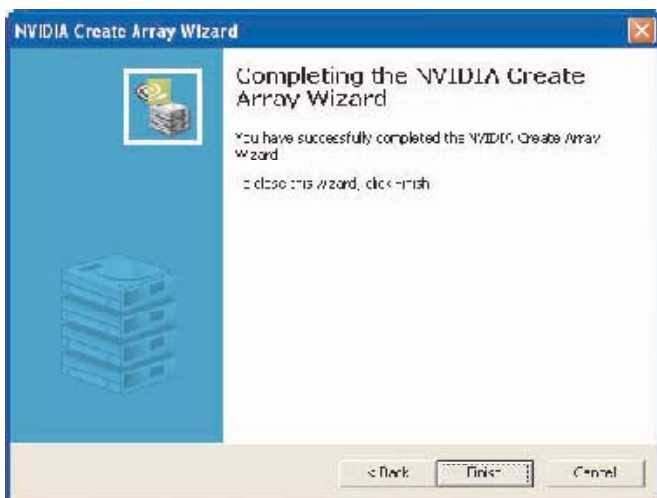 NVIDIA Create Array Wizard
Completing the NVIDIA Create
Array Wizard
You have successfully completed the NVIDIA Create Array
Wizard
To close this wizard, click Finish
< Back
Finish
Cancel